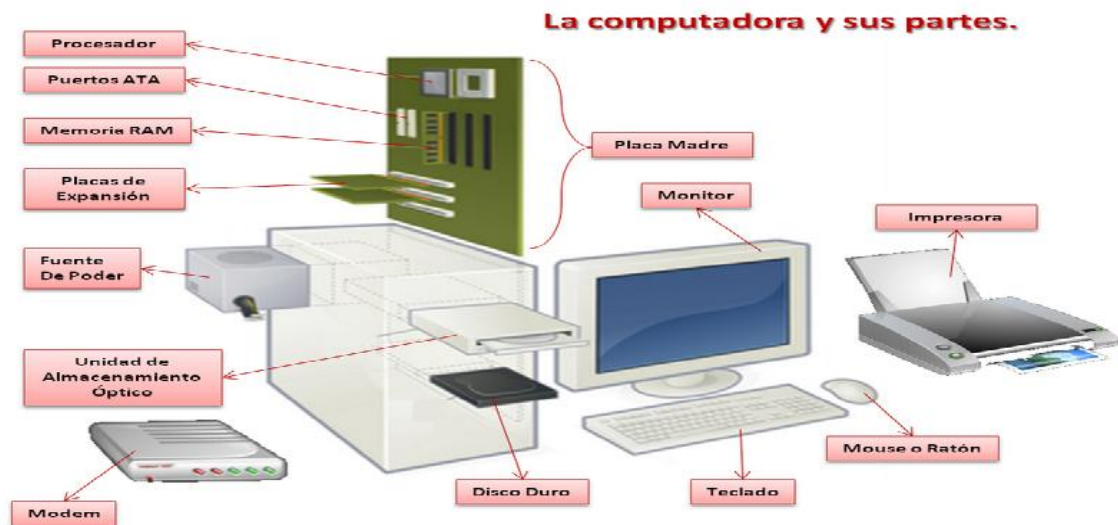 La computadora y sus partes.
Procesador
Puertos ATA
Memoria RAM
Placas de
Expansión
Fuente
De Poder
Unidad de
Almacenamiento
Óptico
Modem
Placa Madre
Monitor
Impresora
Mouse o Ratón
Teclado
Disco Duro